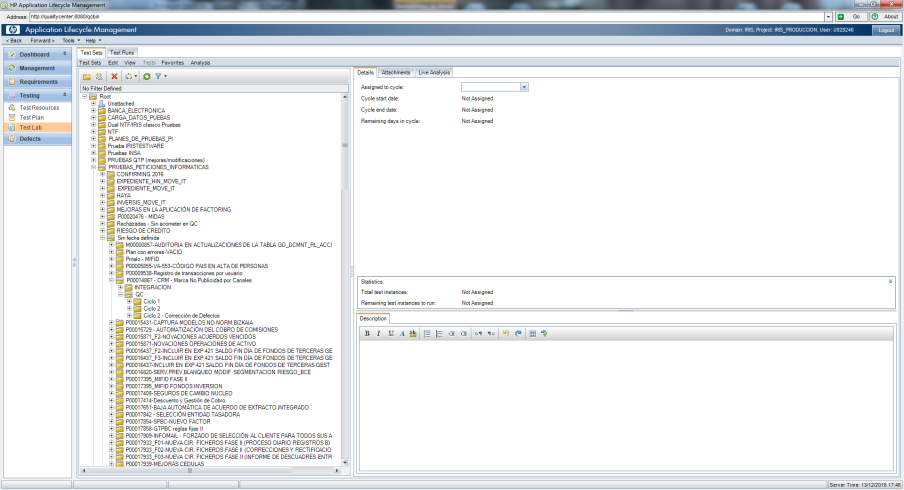 HP Application Lifecycle Management
Address http://qualitycenter:8080/qcbin
Go
About
Application Lifecycle Management
Domain: IRIS, Project: IRIS_PRODUCCION, User: U028246
Logout
< Back Forward > Tools Help
Dashboard
Management
Requirements
Testing
Test Resources
Test Plan
Test Lab
Defects
Test Sets Test Runs
Test Sets Edit View Tests Favorites Analysis
No Filter Defined
Root
Unattached
BANCA_ELECTRONICA
CARGA_DATOS_PUEBAS
Dual NTF/IRIS clasico Pruebas
NTF
PLANES_DE_PRUEBAS_PI
Prueba IRISTESTWARE
Pruebas INSA
PRUEBAS QTP (mejoras/modificaciones)
PRUEBAS_PETICIONES_INFORMATICAS
CONFIRMING 2016
EXPEDIENTE_HIN_MOVE_IT
EXPEDIENTE_MOVE_IT
HAYA
INVERSIS_MOVE_IT
MEJORAS EN LA APLICACIÓN DE FACTORING
P00020476 - MIDAS
Rechazadas - Sin acometer en QC
RIESGO DE CREDITO
Sin fecha definida
M00000857-AUDITORIA EN ACTUALIZACIONES DE LA TABLA GD_DCMNT_RL_ACCI
Plan con errores-VACIO
Pmalo - MIFID
P00005855-VA-553-CÓDIGO PAIS EN ALTA DE PERSONAS
P00009538-Registro de transacciones por usuario
P00014867 - CRM - Marca No Publicidad por Canales
INTEGRACION
QC
Ciclo 1
Ciclo 2
Ciclo 2 - Corrección de Defectos
P00015431-CAPTURA MODELOS NO NORM.BIZKAIA
P00015729 - AUTOMATIZACIÓN DEL COBRO DE COMISIONES
P00015871_F2-NOVACIONES ACUERDOS VENCIDOS
P00015871-NOVACIONES OPERACIONES DE ACTIVO
P00016437_F2-INCLUIR EN EXP 421 SALDO FIN DÍA DE FONDOS DE TERCERAS GE
P00016437_F3-INCLUIR EN EXP 421 SALDO FIN DÍA DE FONDOS DE TERCERAS GE
P00016437-INCLUIR EN EXP 421 SALDO FIN DÍA DE FONDOS DE TERCERAS GEST
P00016820-SERV.PREV.BLANQUEO MODIF. SEGMENTACION RIESGO_BCE
P00017395_MIFID FASE II
P00017395_MIFID FONDOS INVERSION
P00017408-SEGUROS DE CAMBIO NUCLEO
P00017414-Descuento y Gestión de Cobro
P00017651-BAJA AUTOMÁTICA DE ACUERDO DE EXTRACTO INTEGRADO
P00017842 - SELECCIÓN ENTIDAD TASADORA
P00017854-SPBC-NUEVO FACTOR
P00017858-GTPBC reglas fijas II
P00017909-INFOMAIL - FORZADO DE SELECCIÓN AL CLIENTE PARA TODOS SUS A
P00017933_F01-NUEVA CIR. FICHEROS FASE II (PROCESO DIARIO REGISTROS B)
P00017933_F02-NUEVA CIR. FICHEROS FASE II (CORRECCIONES Y RECTIFICACIO
P00017933_F03-NUEVA CIR. FICHEROS FASE II (INFORME DE DESCUADRES ENTR
P00017939-MEJORAS CEDULAS
Details Attachments Live Analysis
Assigned to cycle:
Cycle start date: Not Assigned
Cycle end date: Not Assigned
Remaining days in cycle: Not Assigned
Statistics:
Total test instances: Not Assigned
Remaining test instances to run: Not Assigned
Description
B I U A ab
Server Time: 13/12/2016 17:46